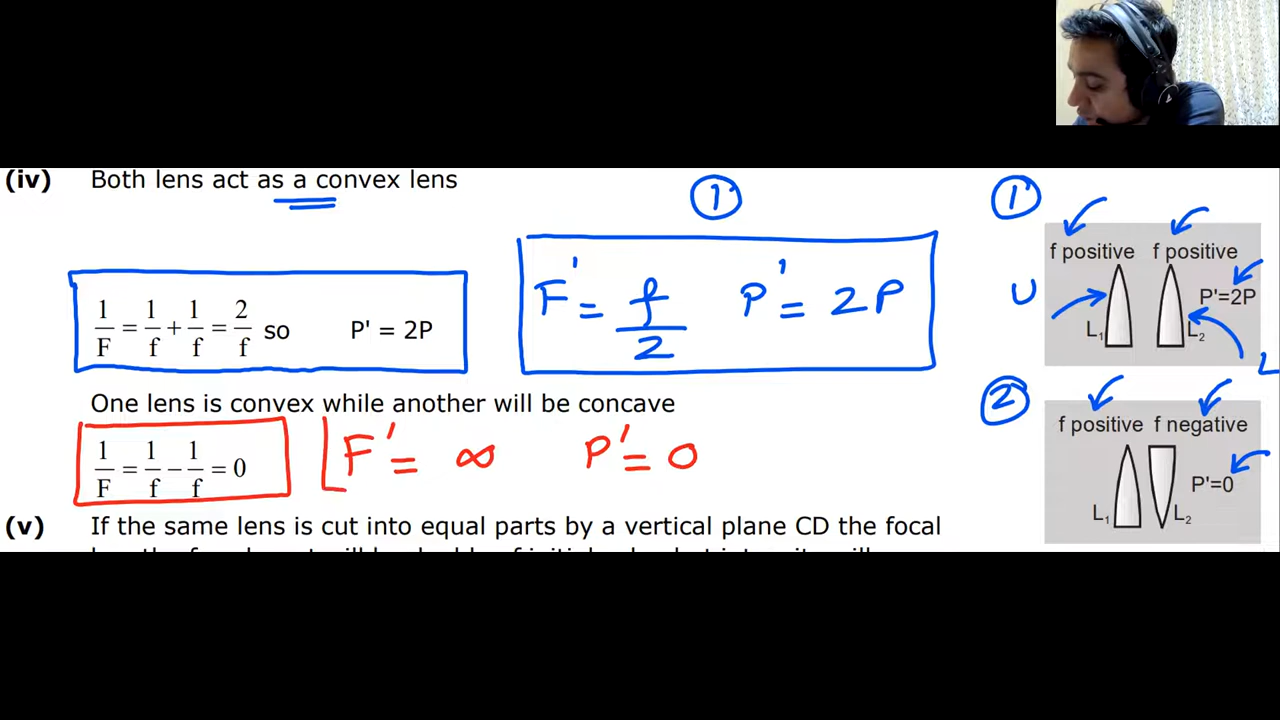 (iv) Both lens act as a convex lens
1
1
f positive f positive
1/F = 1/f + 1/f = 2/f so P' = 2P
F' = f/2 P' = 2P
U
P'=2P
L1 L2
L
One lens is convex while another will be concave
2
f positive f negative
1/F = 1/f − 1/f = 0
F' = ∞ P' = 0
P'=0
L1 L2
(v) If the same lens is cut into equal parts by a vertical plane CD the focal